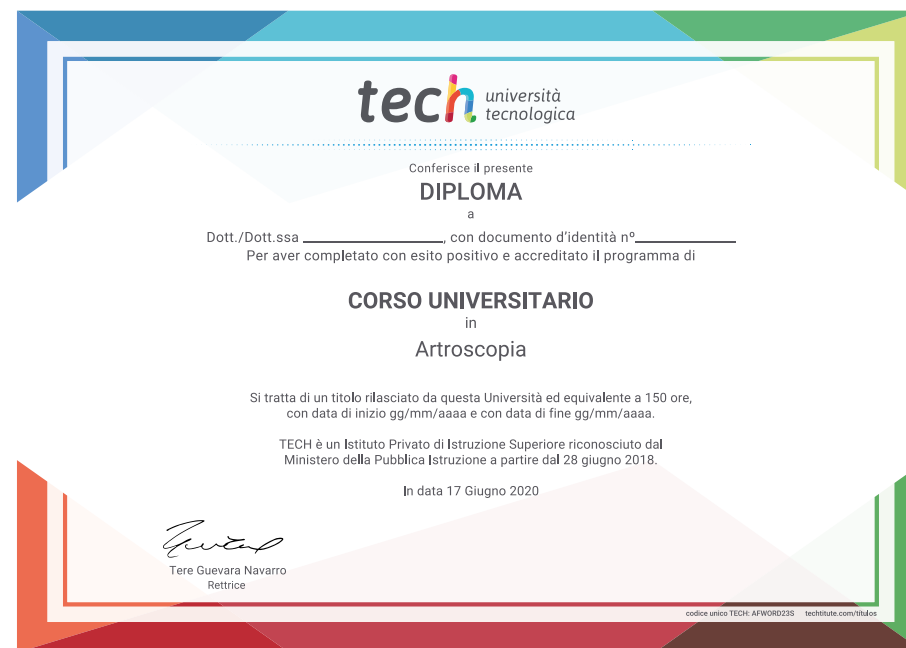 tech università
tecnologica
Conferisce il presente
DIPLOMA
a
Dott./Dott.ssa ____________________, con documento d'identità nº______________
Per aver completato con esito positivo e accreditato il programma di
CORSO UNIVERSITARIO
in
Artroscopia
Si tratta di un titolo rilasciato da questa Università ed equivalente a 150 ore,
con data di inizio gg/mm/aaaa e con data di fine gg/mm/aaaa.
TECH è un Istituto Privato di Istruzione Superiore riconosciuto dal
Ministero della Pubblica Istruzione a partire dal 28 giugno 2018.
In data 17 Giugno 2020
Tere Guevara Navarro
Rettrice
codice unico TECH: AFWORD23S techtitute.com/títulos